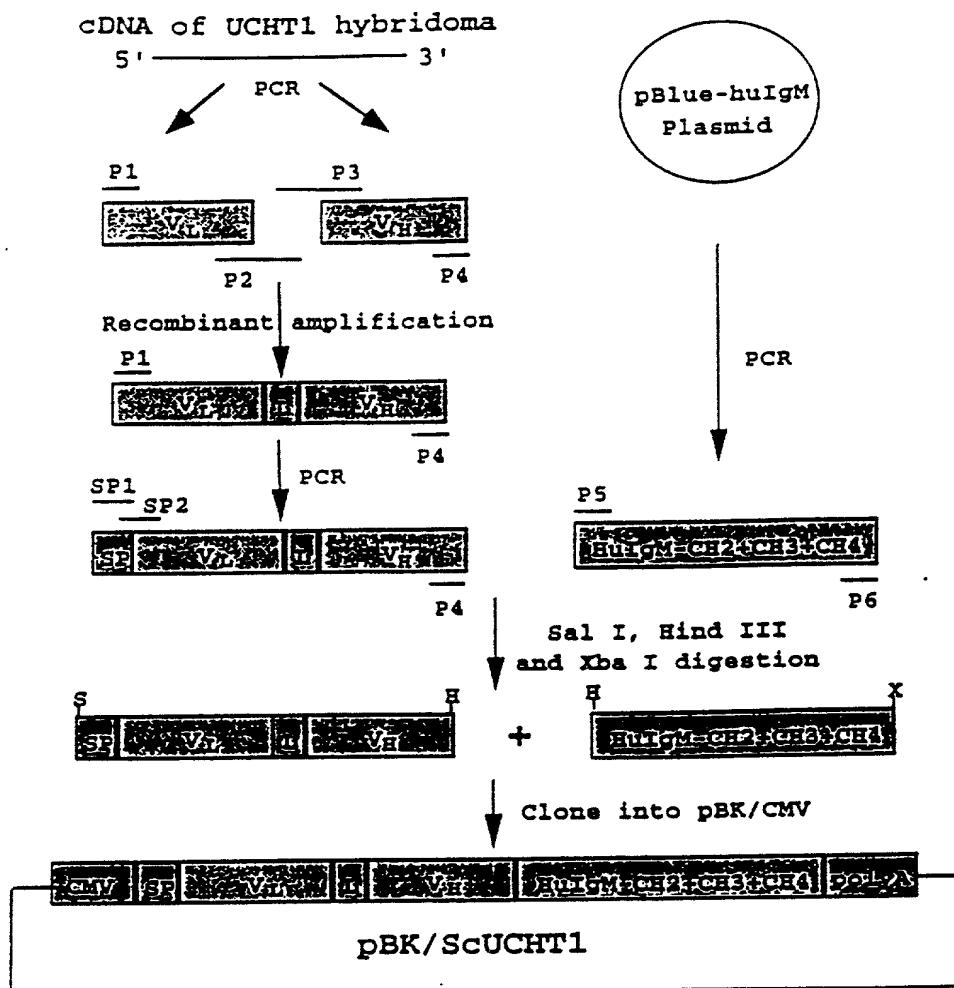 cDNA of UCHT1 hybridoma
5' 3'
PCR
pBlue-huIgM
Plasmid
P1 P3
VL VH
P2 P4
Recombinant amplification
P1
PCR
VL L VH
P4
PCR
SP1
SP2
P5
SP VL L VH
HuIgM-CH2+CH3+CH4
P4
P6
Sal I, Hind III
and Xba I digestion
S H H X
SP VL L VH + HuIgM-CH2+CH3+CH4
Clone into pBK/CMV
CMV SP VL L VH HuIgM-CH2+CH3+CH4 polyA
pBK/ScUCHT1